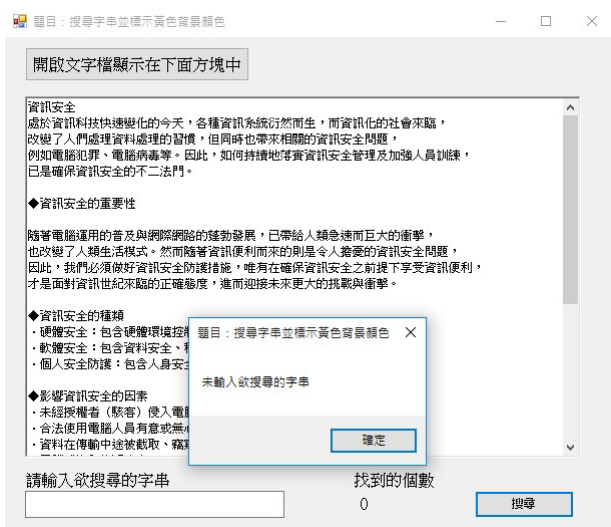 題目：搜尋字串並標示黃色背景顏色
開啟文字檔顯示在下面方塊中
資訊安全
處於資訊科技快速變化的今天，各種資訊系統衍然而生，而資訊化的社會來臨，
改變了人們處理資料處理的習慣，但同時也帶來相關的資訊安全問題，
例如電腦犯罪、電腦病毒等。因此，如何持續地落實資訊安全管理及加強人員訓練，
已是確保資訊安全的不二法門。
◆資訊安全的重要性
隨著電腦運用的普及與網際網路的蓬勃發展，已帶給人類急速而巨大的衝擊，
也改變了人類生活模式。然而隨著資訊便利而來的則是令人擔憂的資訊安全問題，
因此，我們必須做好資訊安全防護措施，唯有在確保資訊安全之前提下享受資訊便利，
才是面對資訊世紀來臨的正確態度，進而迎接未來更大的挑戰與衝擊。
◆資訊安全的種類
．硬體安全：包含硬體環境控
．軟體安全：包含資料安全、
．個人安全防護：包含人身安
◆影響資訊安全的因素
．未經授權者（駭客）侵入電
．合法使用電腦人員有意或無
．資料在傳輸中途被截取、竊
題目：搜尋字串並標示黃色背景顏色
未輸入欲搜尋的字串
確定
請輸入欲搜尋的字串
找到的個數
0
搜尋